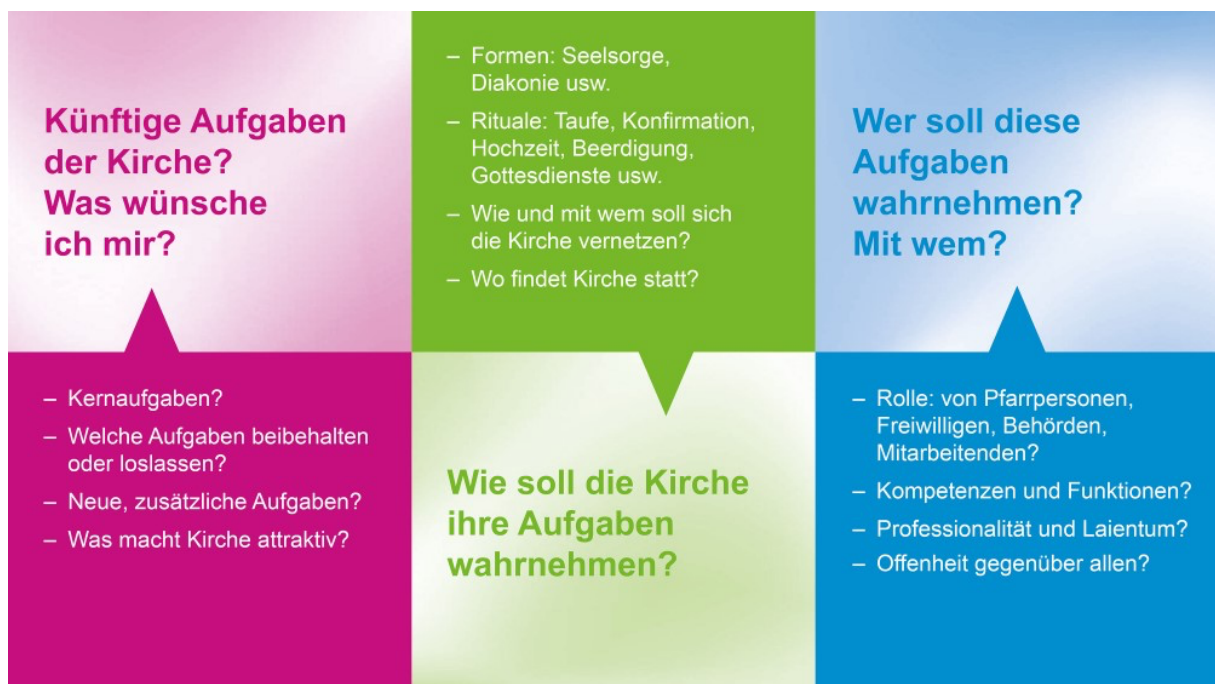 Künftige Aufgaben
der Kirche?
Was wünsche
ich mir?
– Kernaufgaben?
– Welche Aufgaben beibehalten
oder loslassen?
– Neue, zusätzliche Aufgaben?
– Was macht Kirche attraktiv?
– Formen: Seelsorge,
Diakonie usw.
– Rituale: Taufe, Konfirmation,
Hochzeit, Beerdigung,
Gottesdienste usw.
– Wie und mit wem soll sich
die Kirche vernetzen?
– Wo findet Kirche statt?
Wie soll die Kirche
ihre Aufgaben
wahrnehmen?
Wer soll diese
Aufgaben
wahrnehmen?
Mit wem?
– Rolle: von Pfarrpersonen,
Freiwilligen, Behörden,
Mitarbeitenden?
– Kompetenzen und Funktionen?
– Professionalität und Laientum?
– Offenheit gegenüber allen?